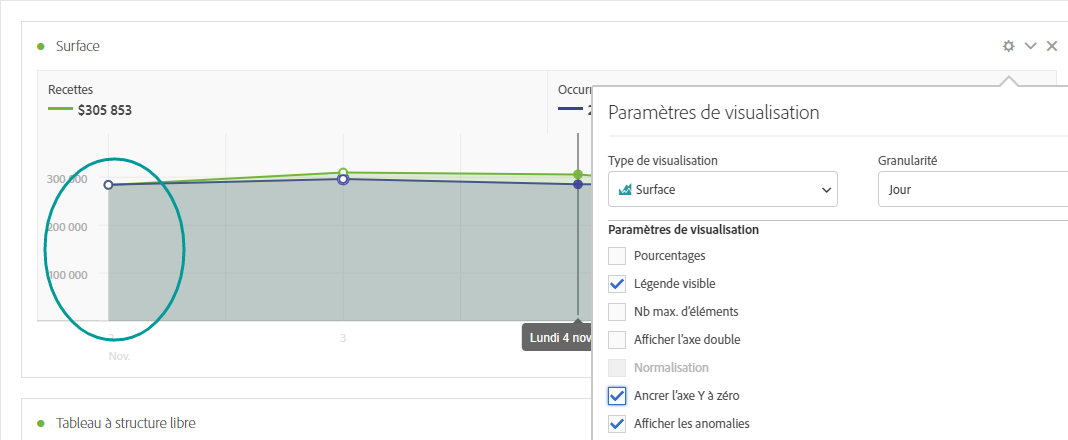 Surface
Recettes
$305 853
Paramètres de visualisation
Type de visualisation
Granularité
Surface
Jour
Paramètres de visualisation
Pourcentages
Légende visible
Nb max. d'éléments
Afficher l'axe double
Normalisation
Ancrer l'axe Y à zéro
Afficher les anomalies
300 000
200 000
100 000
2
3
Nov.
Lundi 4 nov
Tableau à structure libre